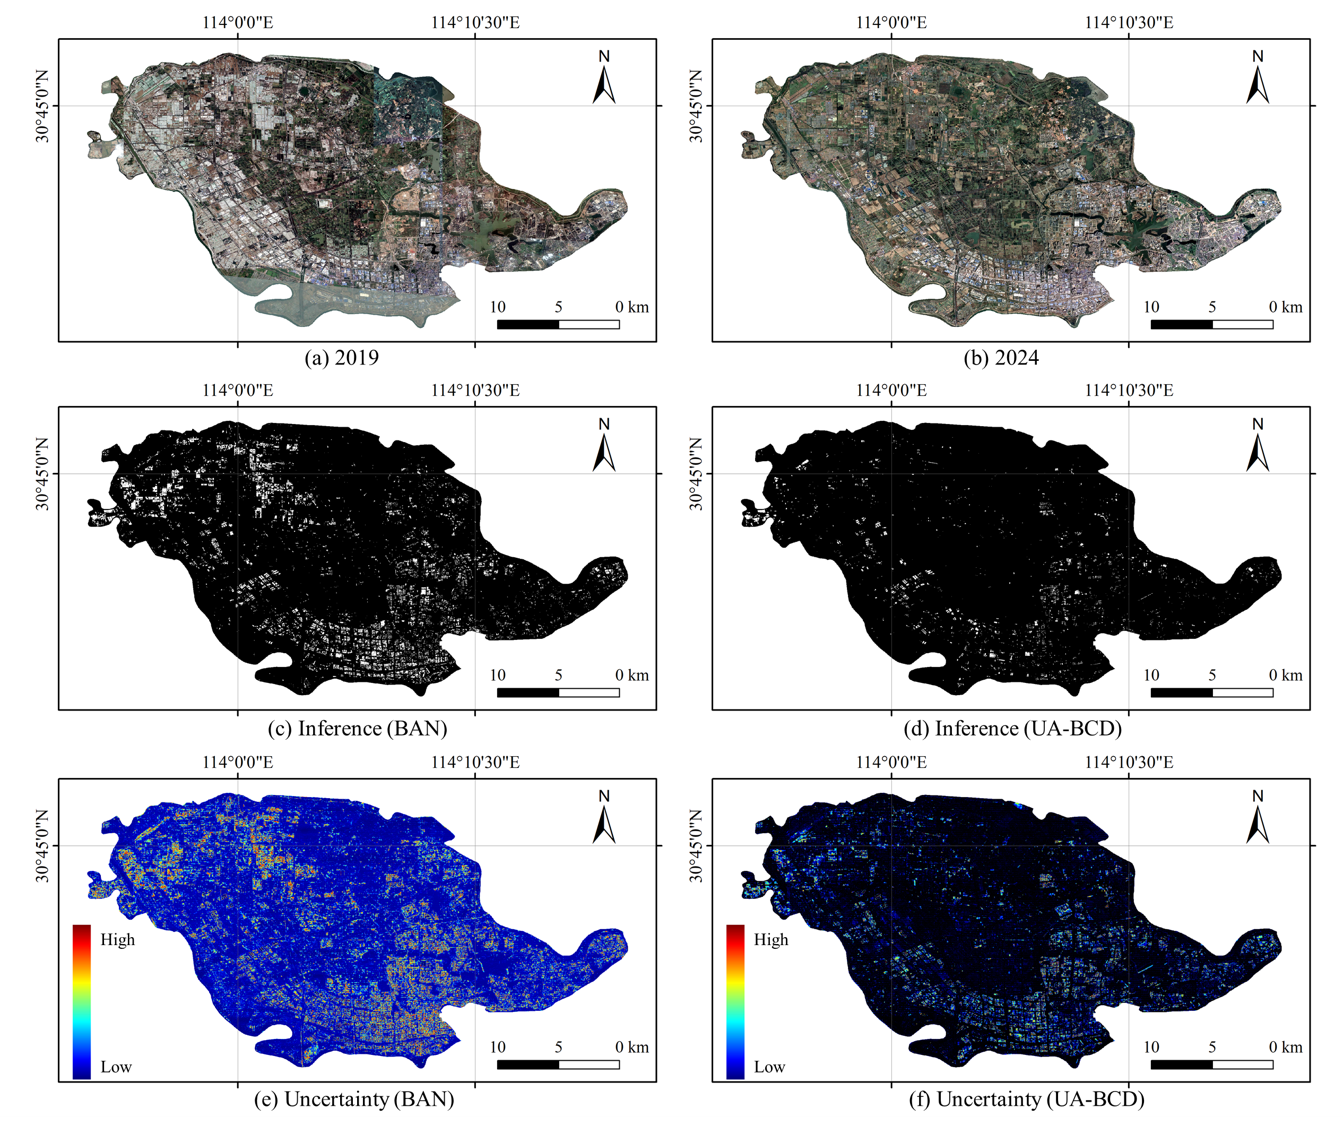 114°0'0"E 114°10'30"E 114°0'0"E 114°10'30"E
30°45'0"N N 30°45'0"N N
10 5 0 km 10 5 0 km
(a) 2019 (b) 2024
114°0'0"E 114°10'30"E 114°0'0"E 114°10'30"E
30°45'0"N N 30°45'0"N N
10 5 0 km 10 5 0 km
(c) Inference (BAN) (d) Inference (UA-BCD)
114°0'0"E 114°10'30"E 114°0'0"E 114°10'30"E
30°45'0"N N 30°45'0"N N
High High
Low 10 5 0 km Low 10 5 0 km
(e) Uncertainty (BAN) (f) Uncertainty (UA-BCD)